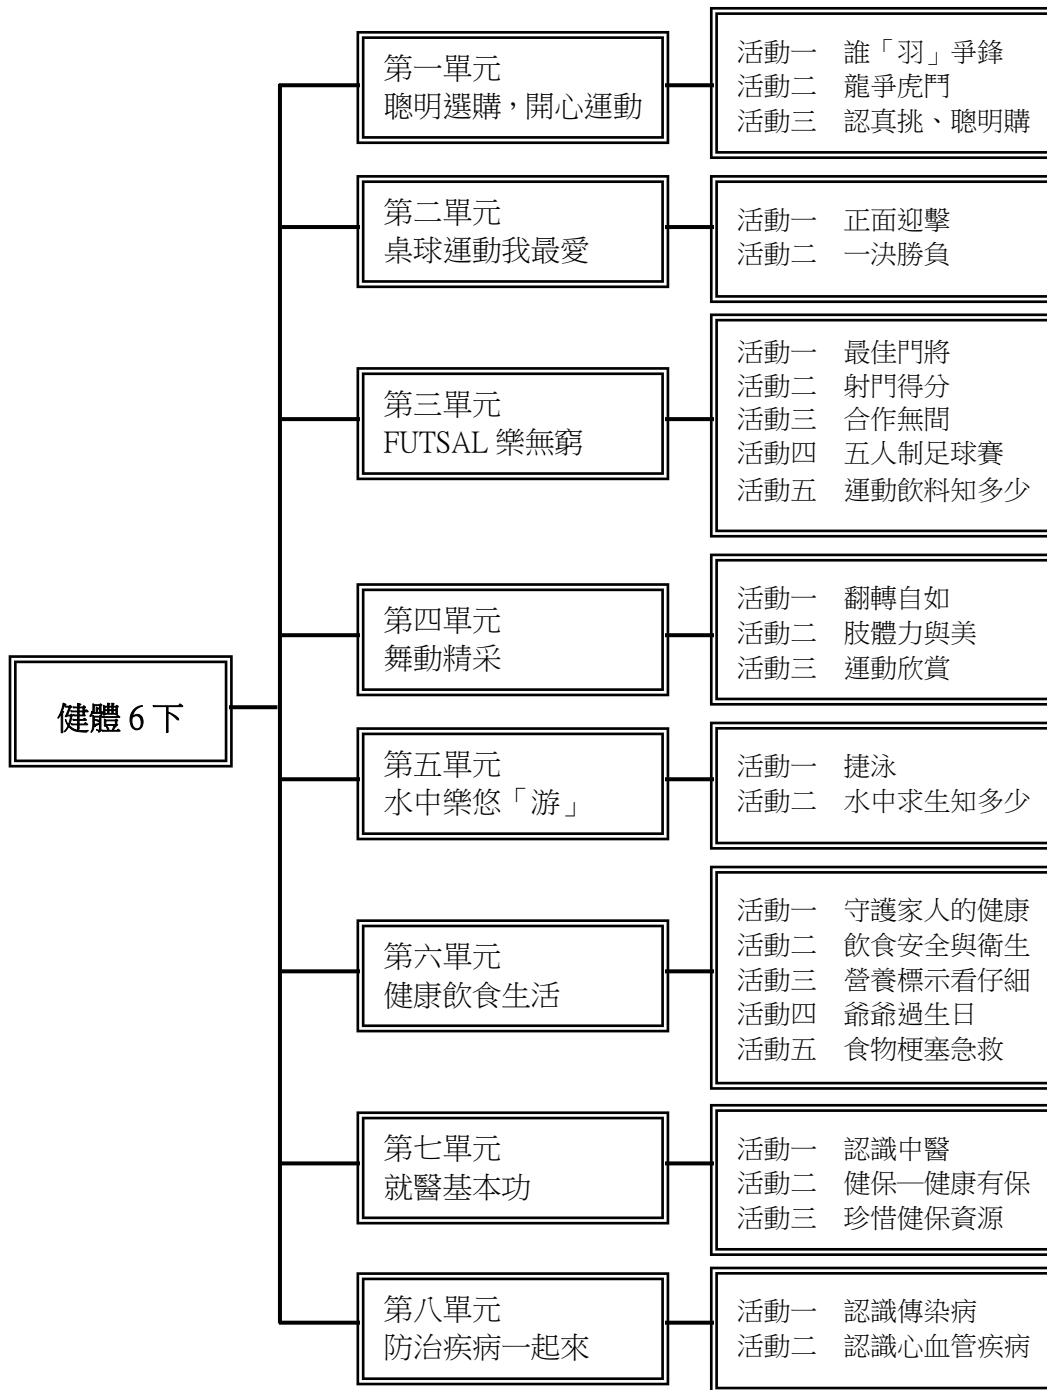 健體 6 下
第一單元
聰明選購，開心運動
活動一　誰「羽」爭鋒
活動二　龍爭虎鬥
活動三　認真挑、聰明購
第二單元
桌球運動我最愛
活動一　正面迎擊
活動二　一決勝負
第三單元
FUTSAL 樂無窮
活動一　最佳門將
活動二　射門得分
活動三　合作無間
活動四　五人制足球賽
活動五　運動飲料知多少
第四單元
舞動精采
活動一　翻轉自如
活動二　肢體力與美
活動三　運動欣賞
第五單元
水中樂悠「游」
活動一　捷泳
活動二　水中求生知多少
第六單元
健康飲食生活
活動一　守護家人的健康
活動二　飲食安全與衛生
活動三　營養標示看仔細
活動四　爺爺過生日
活動五　食物梗塞急救
第七單元
就醫基本功
活動一　認識中醫
活動二　健保─健康有保
活動三　珍惜健保資源
第八單元
防治疾病一起來
活動一　認識傳染病
活動二　認識心血管疾病